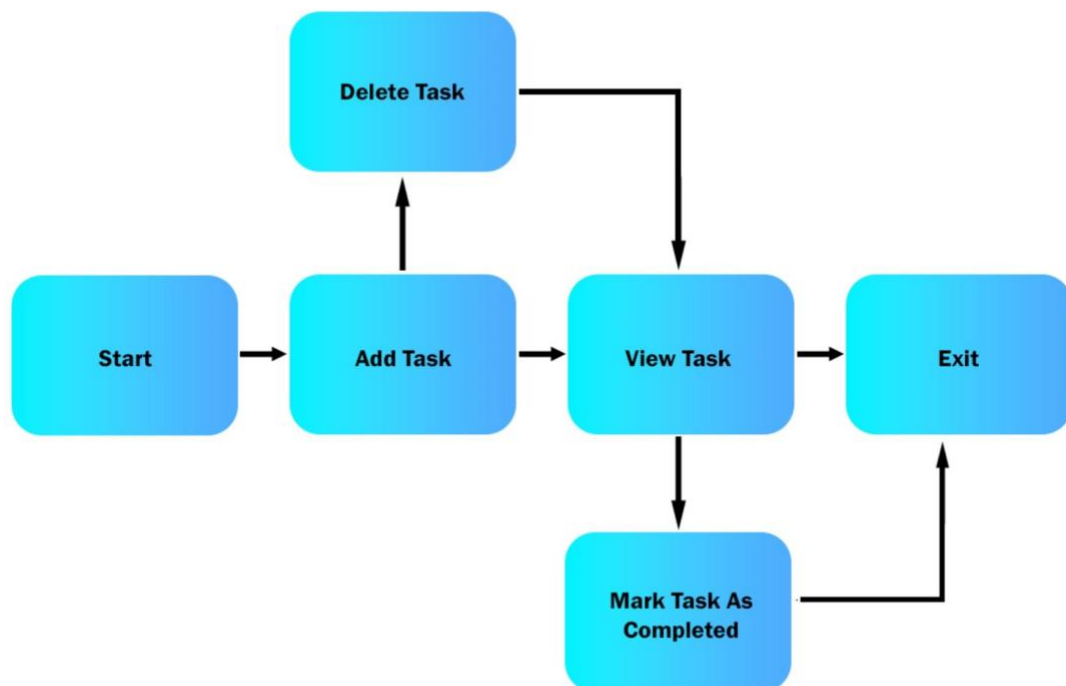 Delete Task
Start
Add Task
View Task
Exit
Mark Task As
Completed